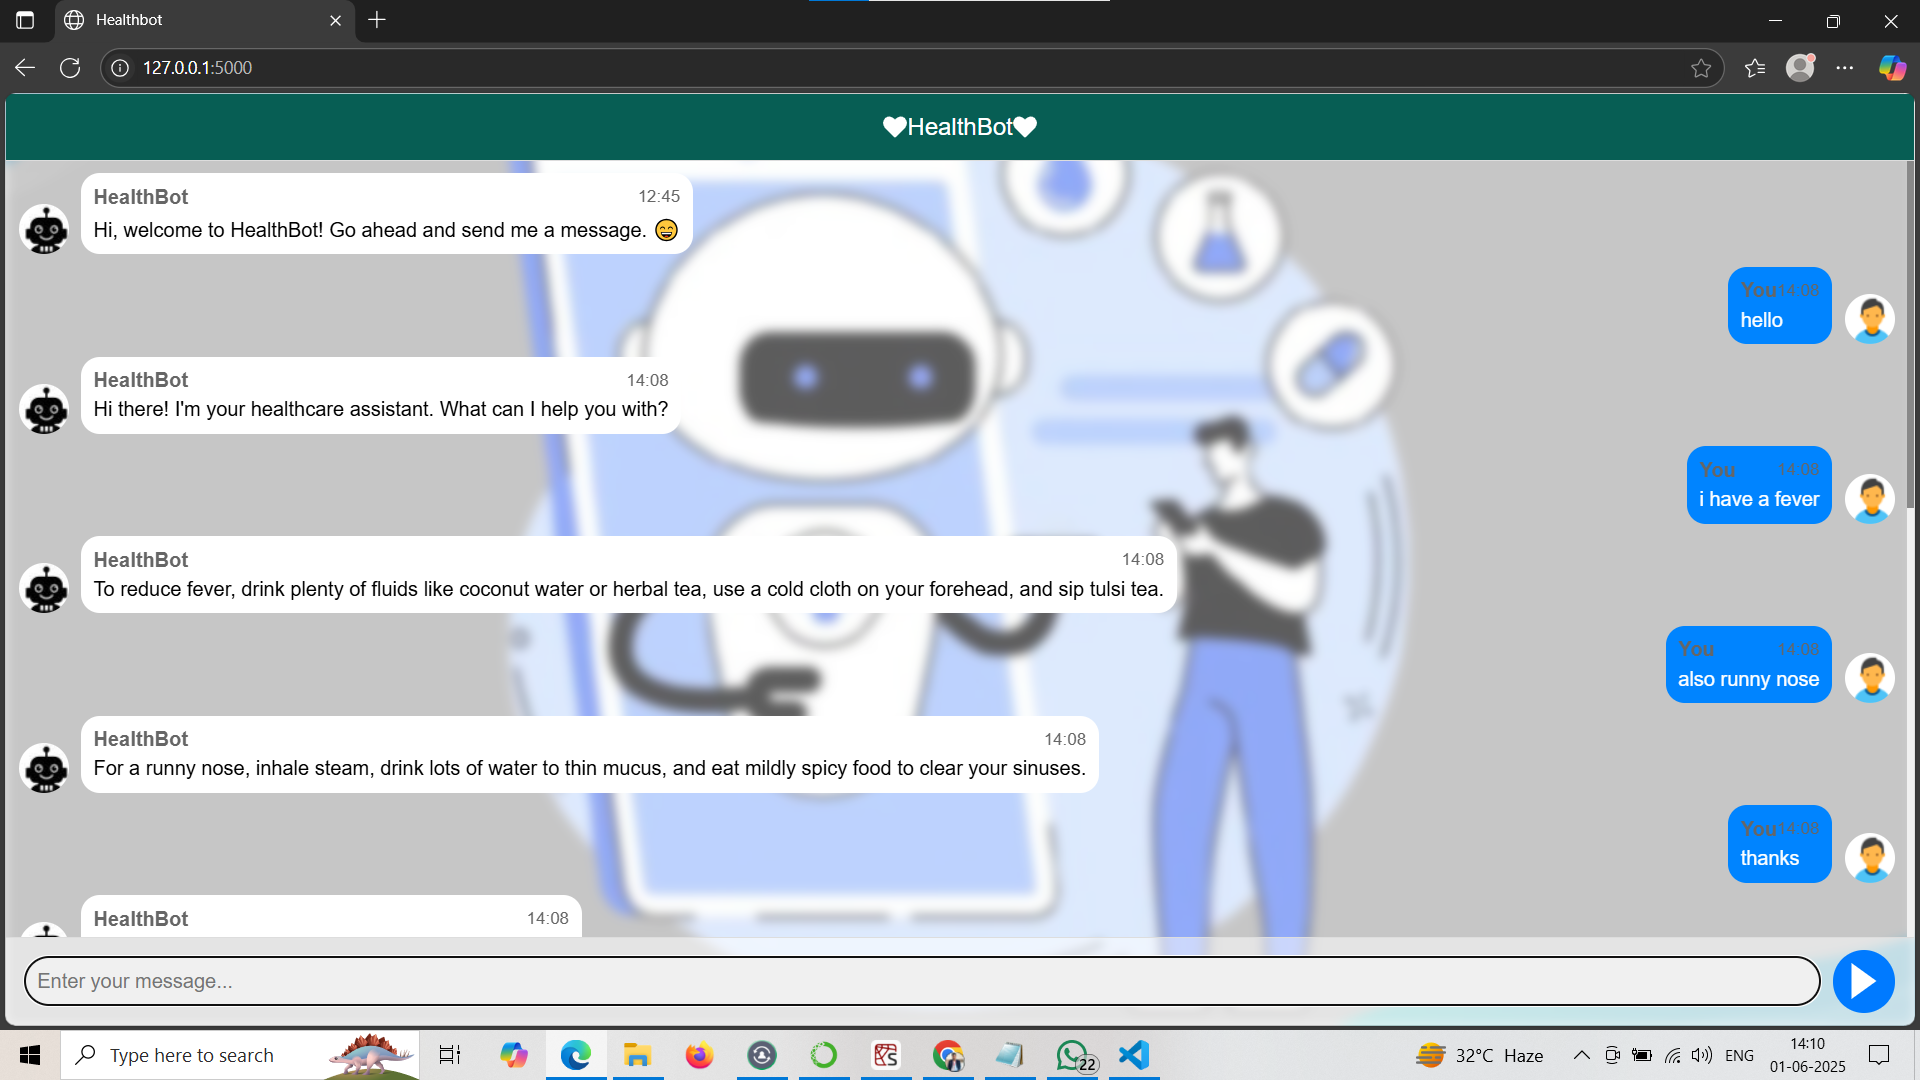 Healthbot
127.0.0.1:5000
HealthBot
HealthBot 12:45
Hi, welcome to HealthBot! Go ahead and send me a message. 😄
You 14:08
hello
HealthBot 14:08
Hi there! I'm your healthcare assistant. What can I help you with?
You 14:08
i have a fever
HealthBot 14:08
To reduce fever, drink plenty of fluids like coconut water or herbal tea, use a cold cloth on your forehead, and sip tulsi tea.
You 14:08
also runny nose
HealthBot 14:08
For a runny nose, inhale steam, drink lots of water to thin mucus, and eat mildly spicy food to clear your sinuses.
You 14:08
thanks
HealthBot 14:08
Enter your message...
Type here to search
22
32°C Haze
ENG
14:10
01-06-2025